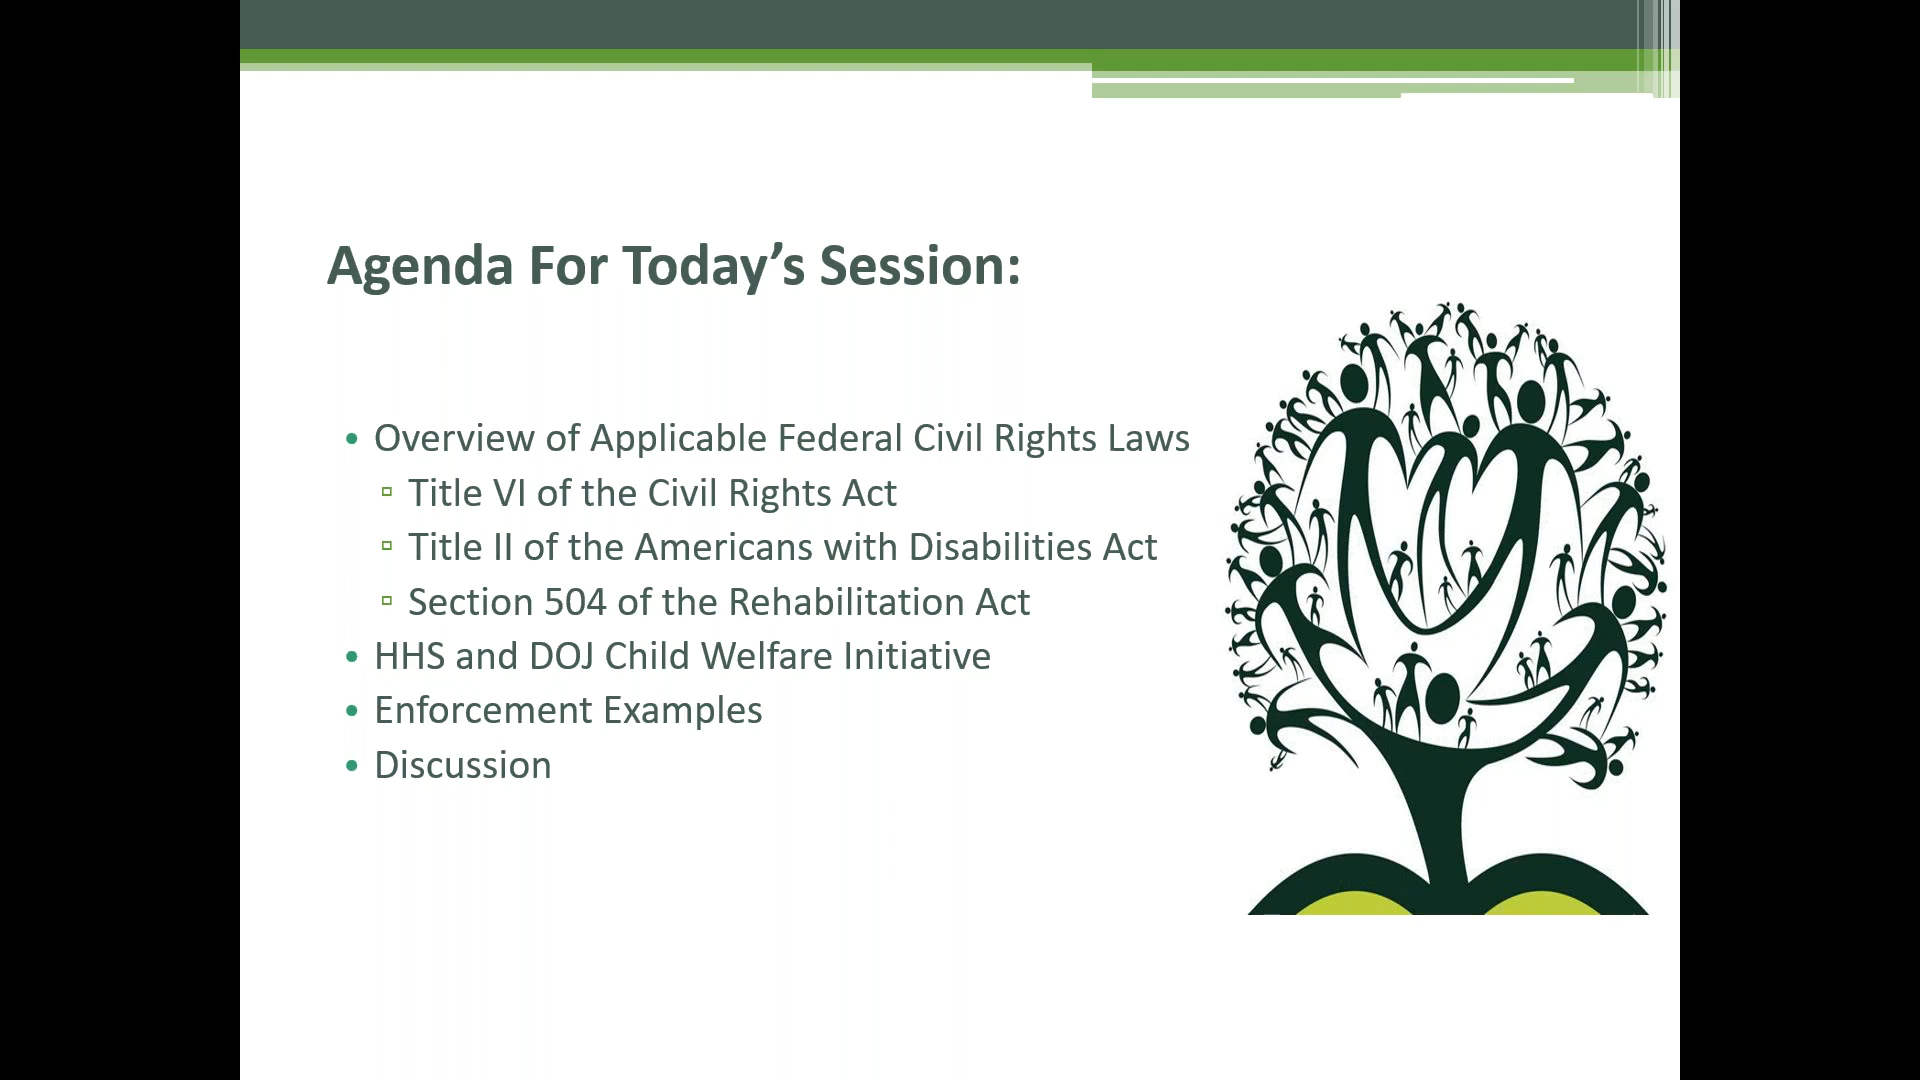 Agenda For Today’s Session:
• Overview of Applicable Federal Civil Rights Laws
▫ Title VI of the Civil Rights Act
▫ Title II of the Americans with Disabilities Act
▫ Section 504 of the Rehabilitation Act
• HHS and DOJ Child Welfare Initiative
• Enforcement Examples
• Discussion